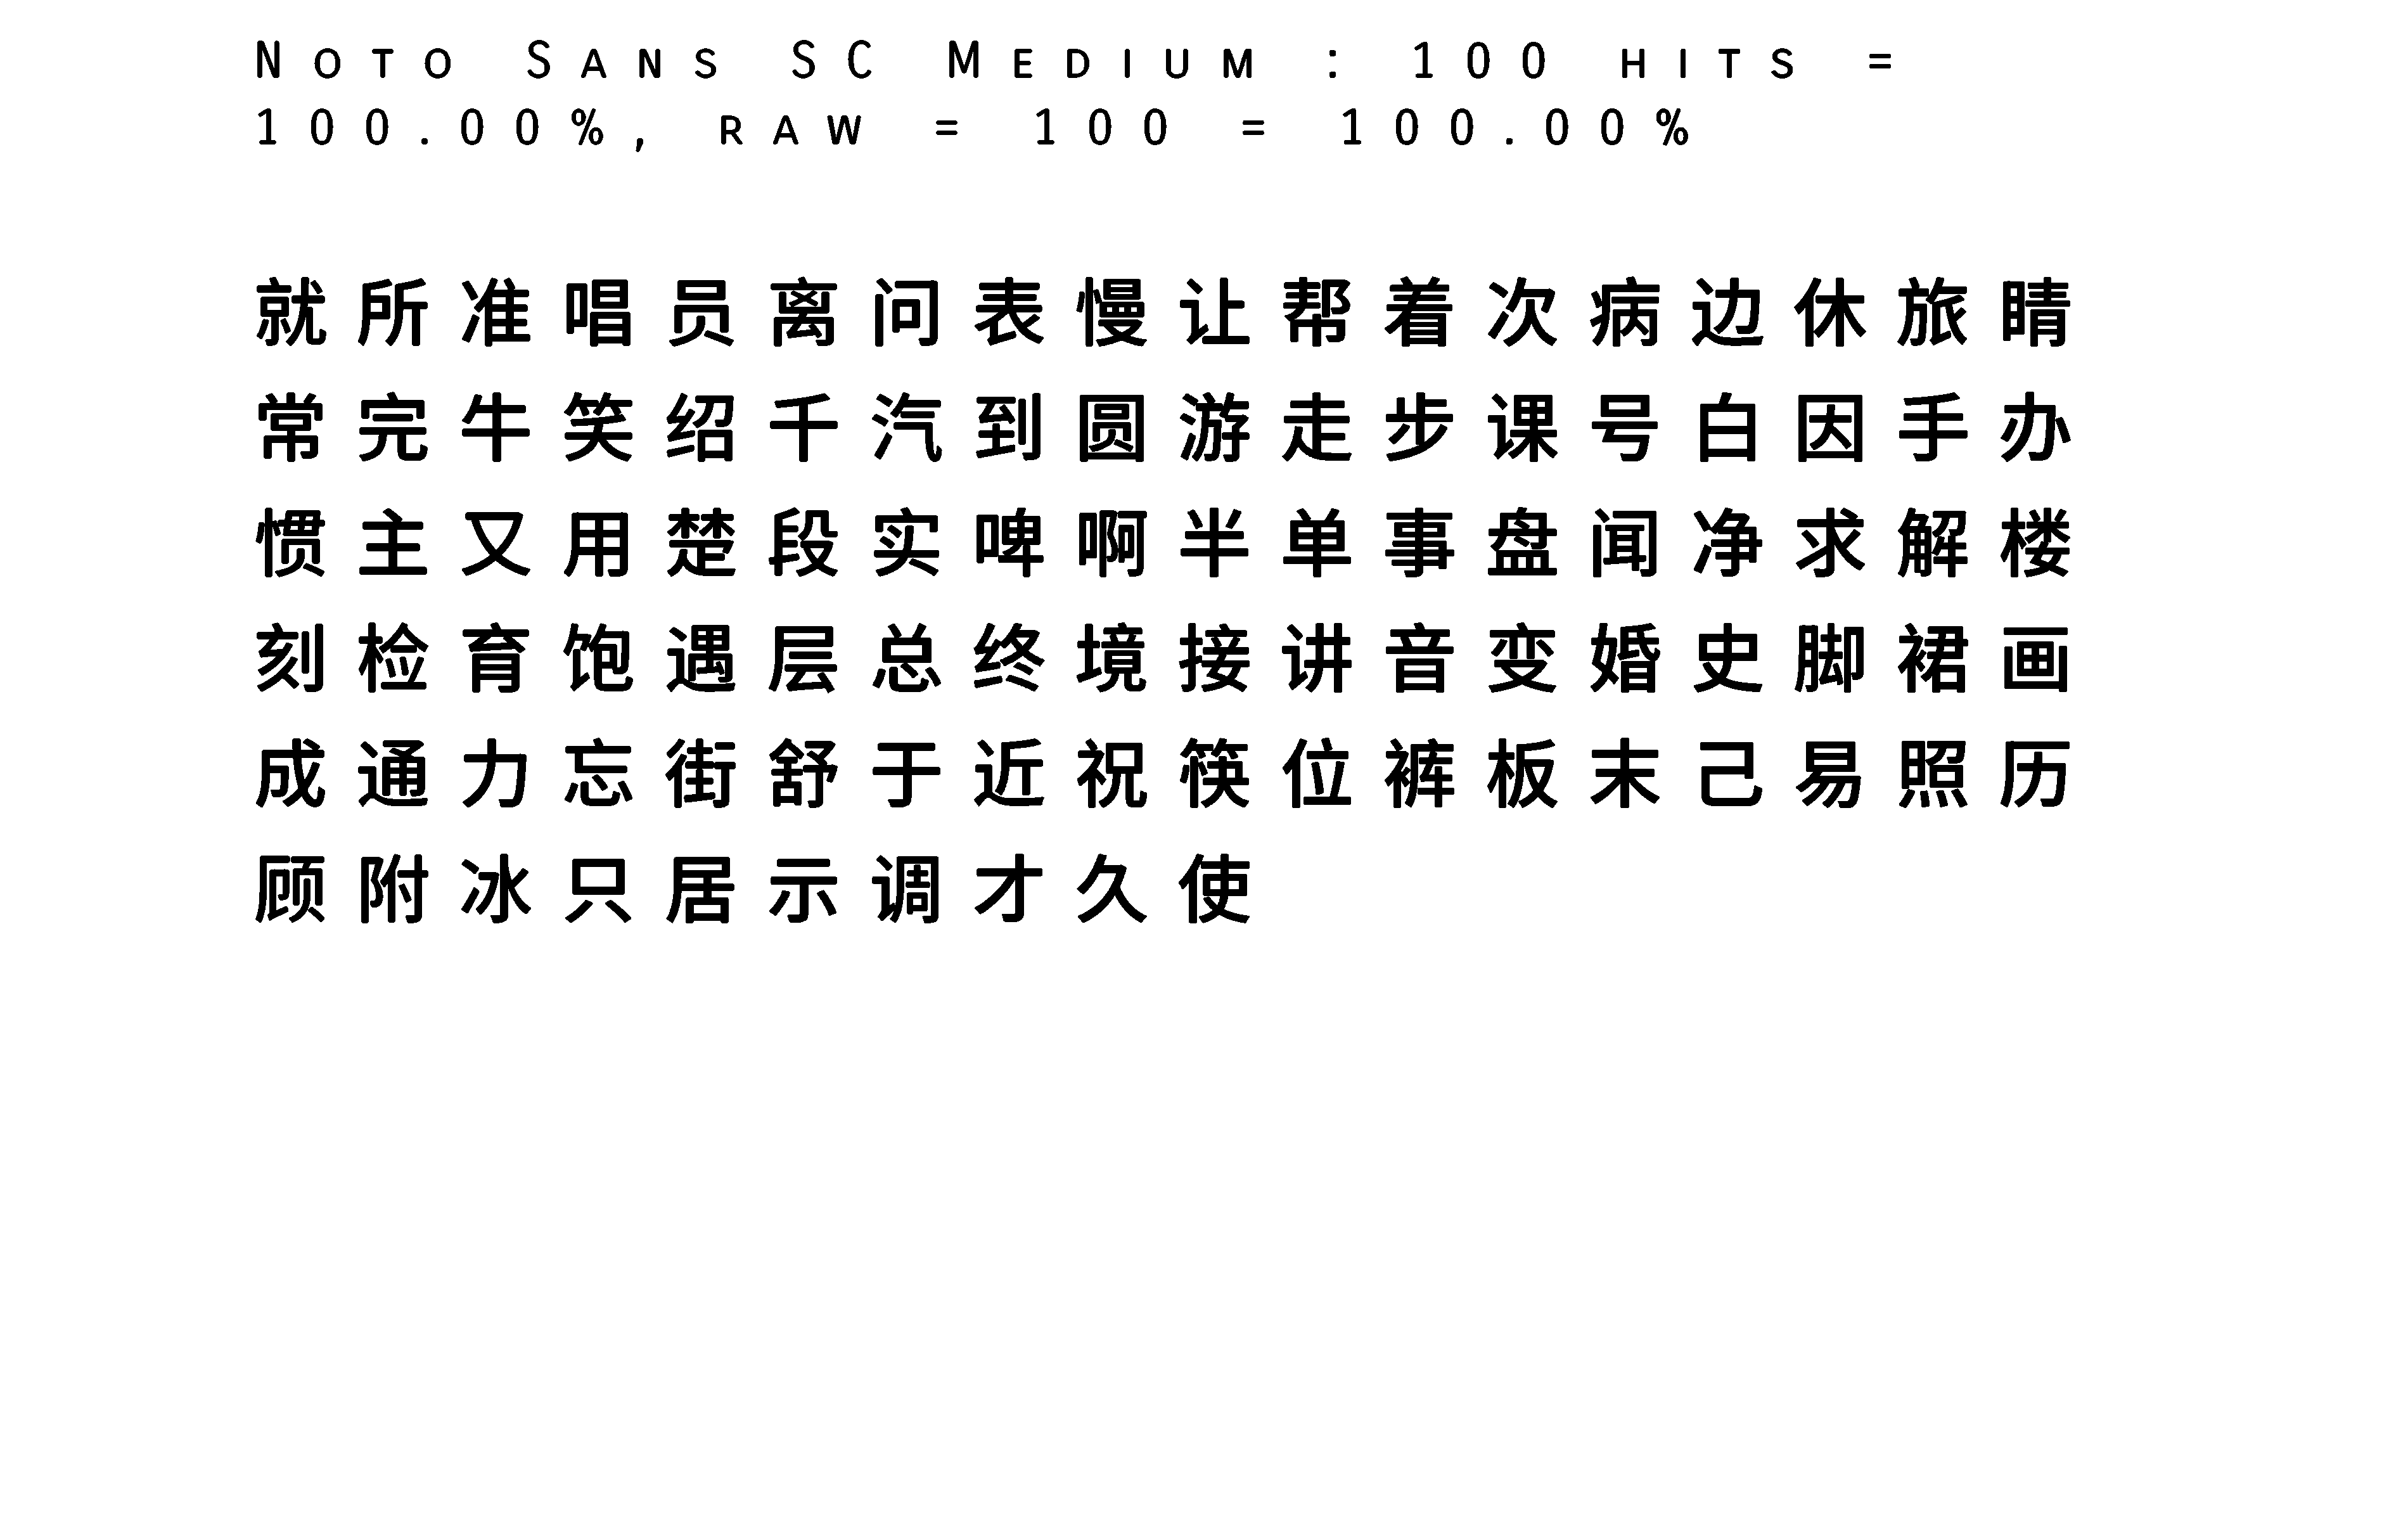 Noto Sans SC Medium : 100 hits =
100.00%, raw = 100 = 100.00%
就所准唱员离问表慢让帮着次病边休旅睛
常完牛笑绍千汽到圆游走步课号白因手办
惯主又用楚段实啤啊半单事盘闻净求解楼
刻检育饱遇层总终境接讲音变婚史脚裙画
成通力忘街舒于近祝筷位裤板末己易照历
顾附冰只居示调才久使